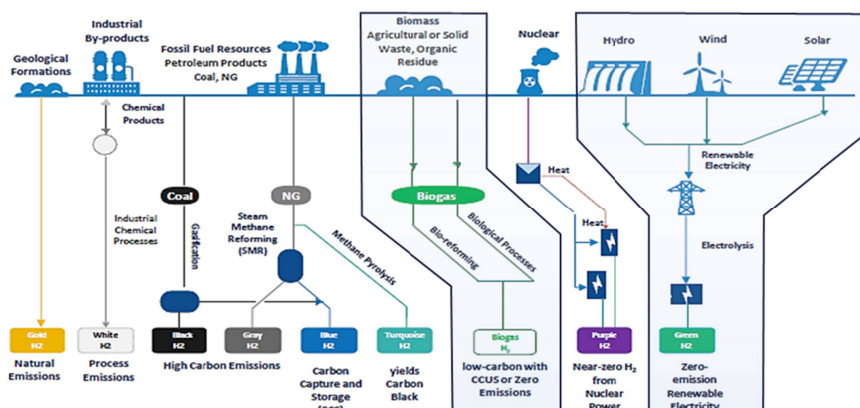 Geological
Formations
Industrial
By-products
Fossil Fuel Resources
Petroleum Products
Coal, NG
Biomass
Agricultural or Solid
Waste, Organic
Residue
Nuclear
Hydro
Wind
Solar
Chemical
Products
Coal
NG
Biogas
Heat
Renewable
Electricity
Industrial
Chemical
Processes
Gasification
Steam
Methane
Reforming
(SMR)
Methane Pyrolysis
Bio-reforming
Biological Processes
Heat
Electrolysis
Gold
H2
White
H2
Black
H2
Gray
H2
Blue
H2
Turquoise
H2
Biogas
H₂
Purple
H2
Green
H2
Natural
Emissions
Process
Emissions
High Carbon Emissions
Carbon
Capture and
Storage
yields
Carbon
Black
low-carbon with
CCUS or Zero
Emissions
Near-zero H₂
from
Nuclear
Power
Zero-
emission
Renewable
Electricity